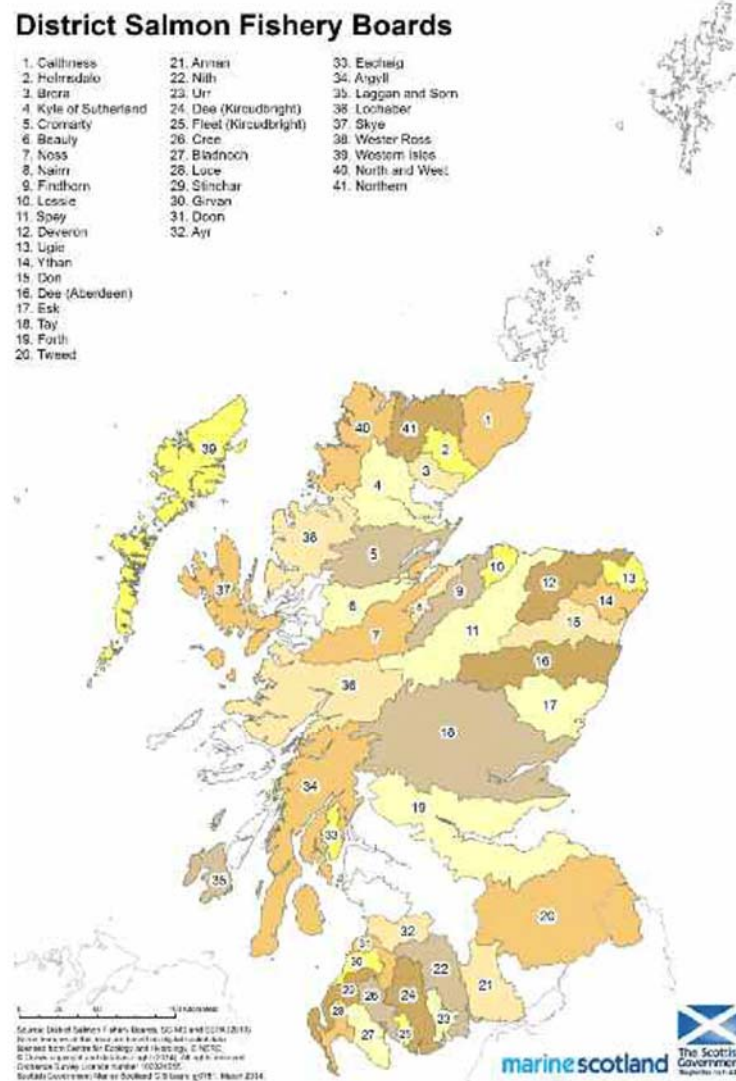 District Salmon Fishery Boards
1. Caithness
2. Helmsdale
3. Brora
4. Kyle of Sutherland
5. Cromarty
6. Beauly
7. Ness
8. Nairn
9. Findhorn
10. Lossie
11. Spey
12. Deveron
13. Ugie
14. Ythan
15. Don
16. Dee (Aberdeen)
17. Esk
18. Tay
19. Forth
20. Tweed
21. Annan
22. Nith
23. Urr
24. Dee (Kircudbright)
25. Fleet (Kircudbright)
26. Cree
27. Bladnoch
28. Luce
29. Stinchar
30. Girvan
31. Doon
32. Ayr
33. Eachaig
34. Argyll
35. Laggan and Sorn
36. Lochaber
37. Skye
38. Wester Ross
39. Western Isles
40. North and West
41. Northern
40
41
1
2
39
3
4
38
5
10
13
12
9
37
14
6
8
15
11
7
16
36
17
18
34
19
33
35
20
32
31
22
30
21
29
26
24
28
23
27
25
marinescotland
The Scottish
Government